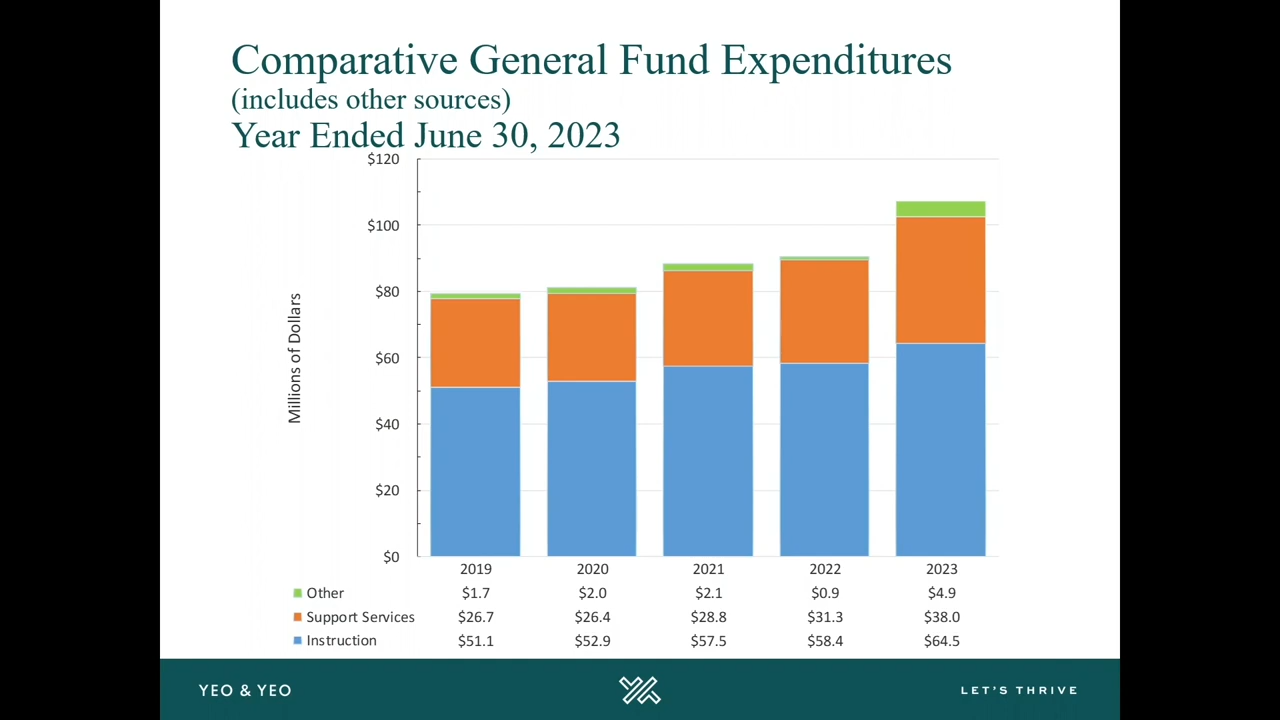 Comparative General Fund Expenditures
(includes other sources)
Year Ended June 30, 2023
$120
$100
$80
$60
$40
$20
$0
Millions of Dollars
2019 2020 2021 2022 2023
Other $1.7 $2.0 $2.1 $0.9 $4.9
Support Services $26.7 $26.4 $28.8 $31.3 $38.0
Instruction $51.1 $52.9 $57.5 $58.4 $64.5
YEO & YEO LET'S THRIVE